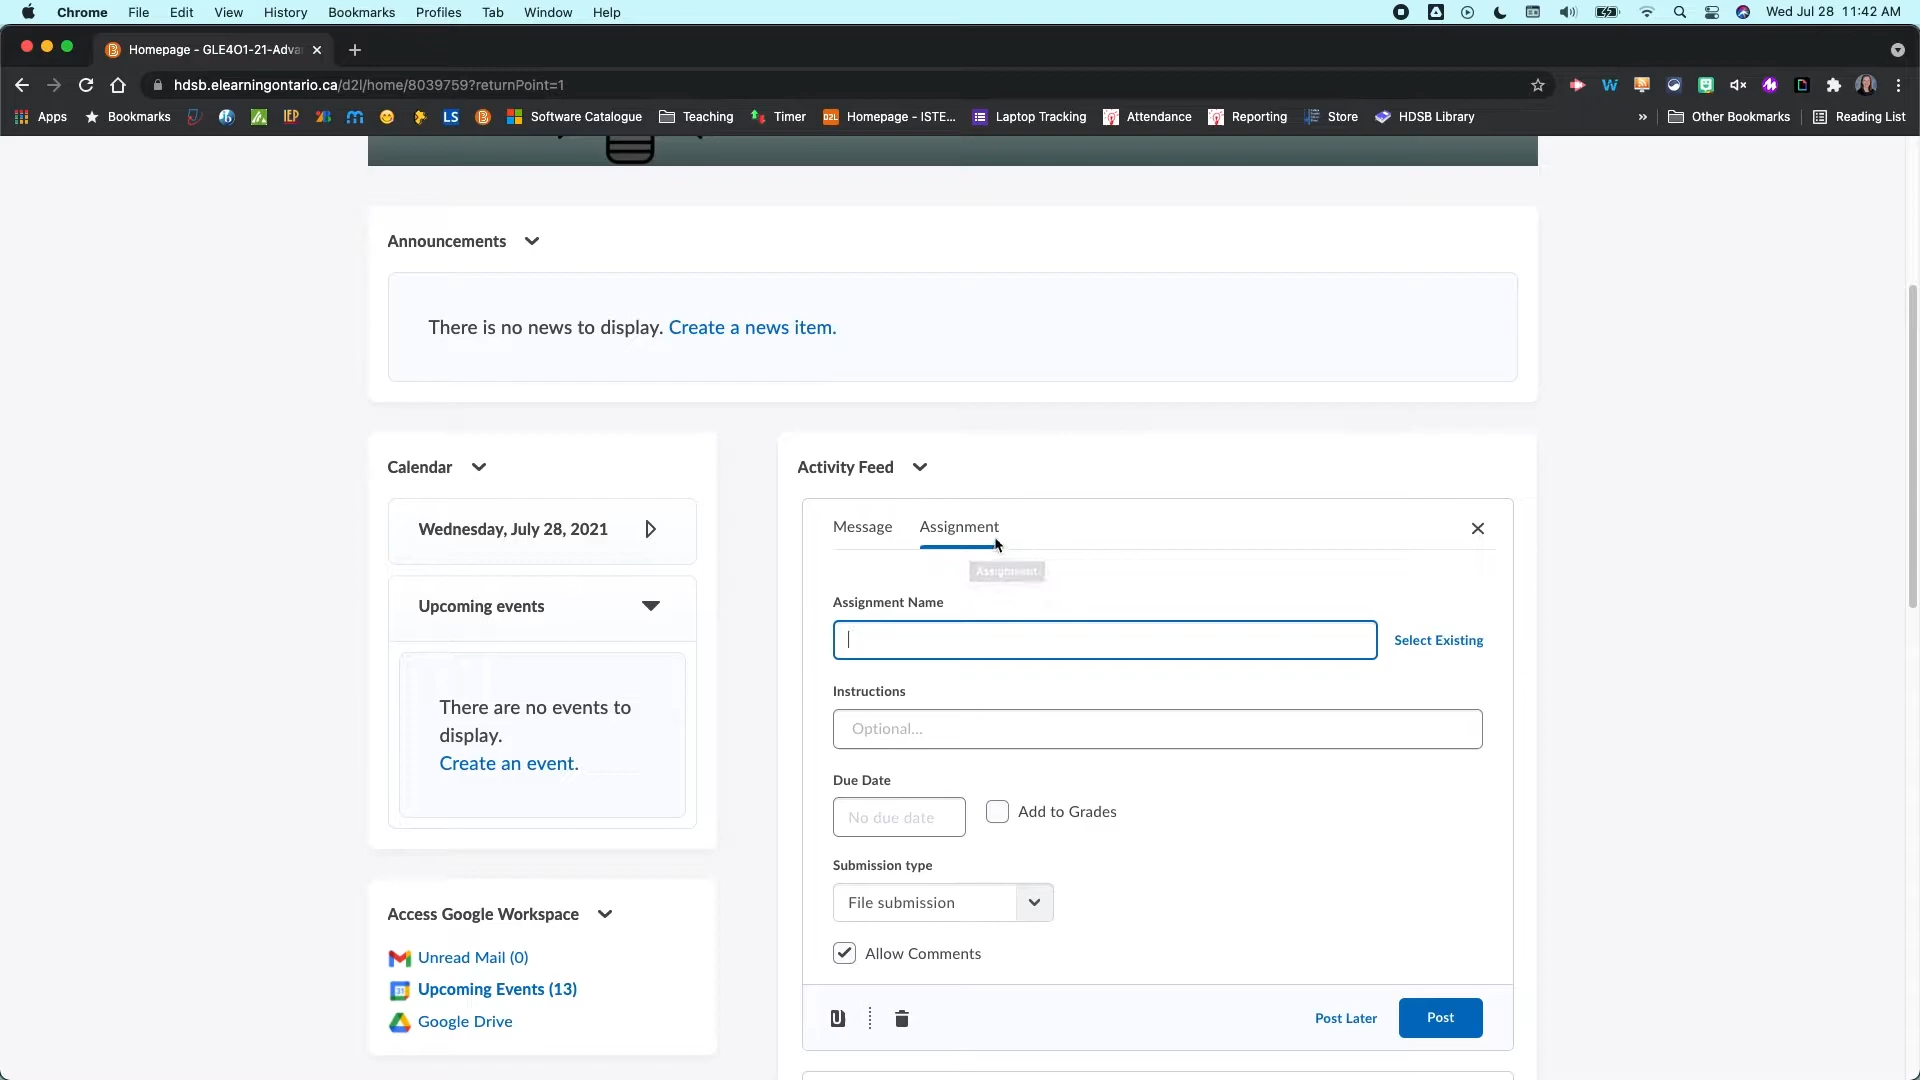 Chrome File Edit View History Bookmarks Profiles Tab Window Help Wed Jul 28 11:42 AM
Homepage - GLE4O1-21-Adva
hdsb.elearningontario.ca/d2l/home/8039759?returnPoint=1
Apps Bookmarks IEP LS Software Catalogue Teaching Timer D2L Homepage - ISTE... Laptop Tracking Attendance Reporting Store HDSB Library » Other Bookmarks Reading List
Announcements
There is no news to display. Create a news item.
Calendar
Wednesday, July 28, 2021
Upcoming events
There are no events to
display.
Create an event.
Access Google Workspace
Unread Mail (0)
31 Upcoming Events (13)
Google Drive
Activity Feed
Message Assignment
Assignment
Assignment Name
Select Existing
Instructions
Optional...
Due Date
No due date Add to Grades
Submission type
File submission
Allow Comments
Post Later Post